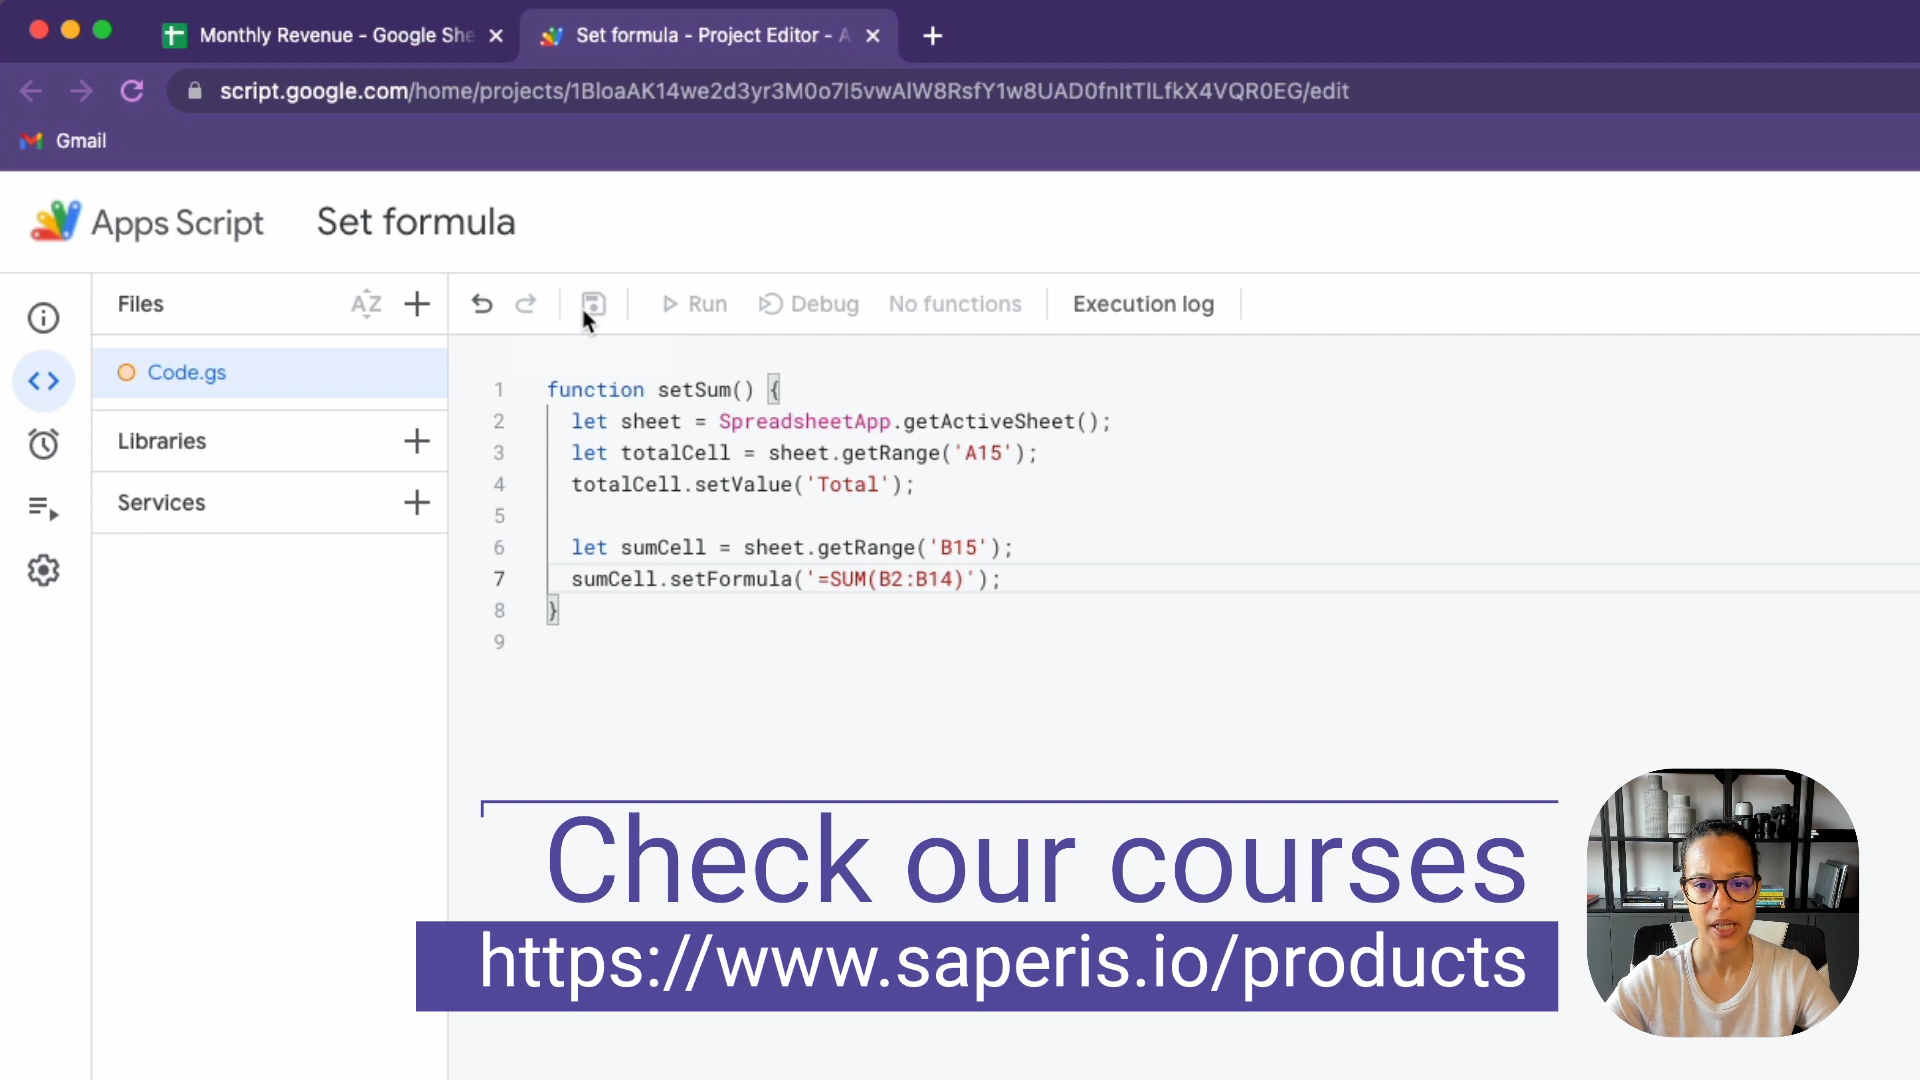 Monthly Revenue - Google She
Set formula - Project Editor - A
script.google.com/home/projects/1BloaAK14we2d3yr3M0o7I5vwAlW8RsfY1w8UAD0fnItTlLfkX4VQR0EG/edit
Gmail
Apps Script
Set formula
Files
AZ
Run
Debug
No functions
Execution log
Code.gs
Libraries
Services
1 function setSum() {
2 let sheet = SpreadsheetApp.getActiveSheet();
3 let totalCell = sheet.getRange('A15');
4 totalCell.setValue('Total');
5
6 let sumCell = sheet.getRange('B15');
7 sumCell.setFormula('=SUM(B2:B14)');
8 }
9
Check our courses
https://www.saperis.io/products